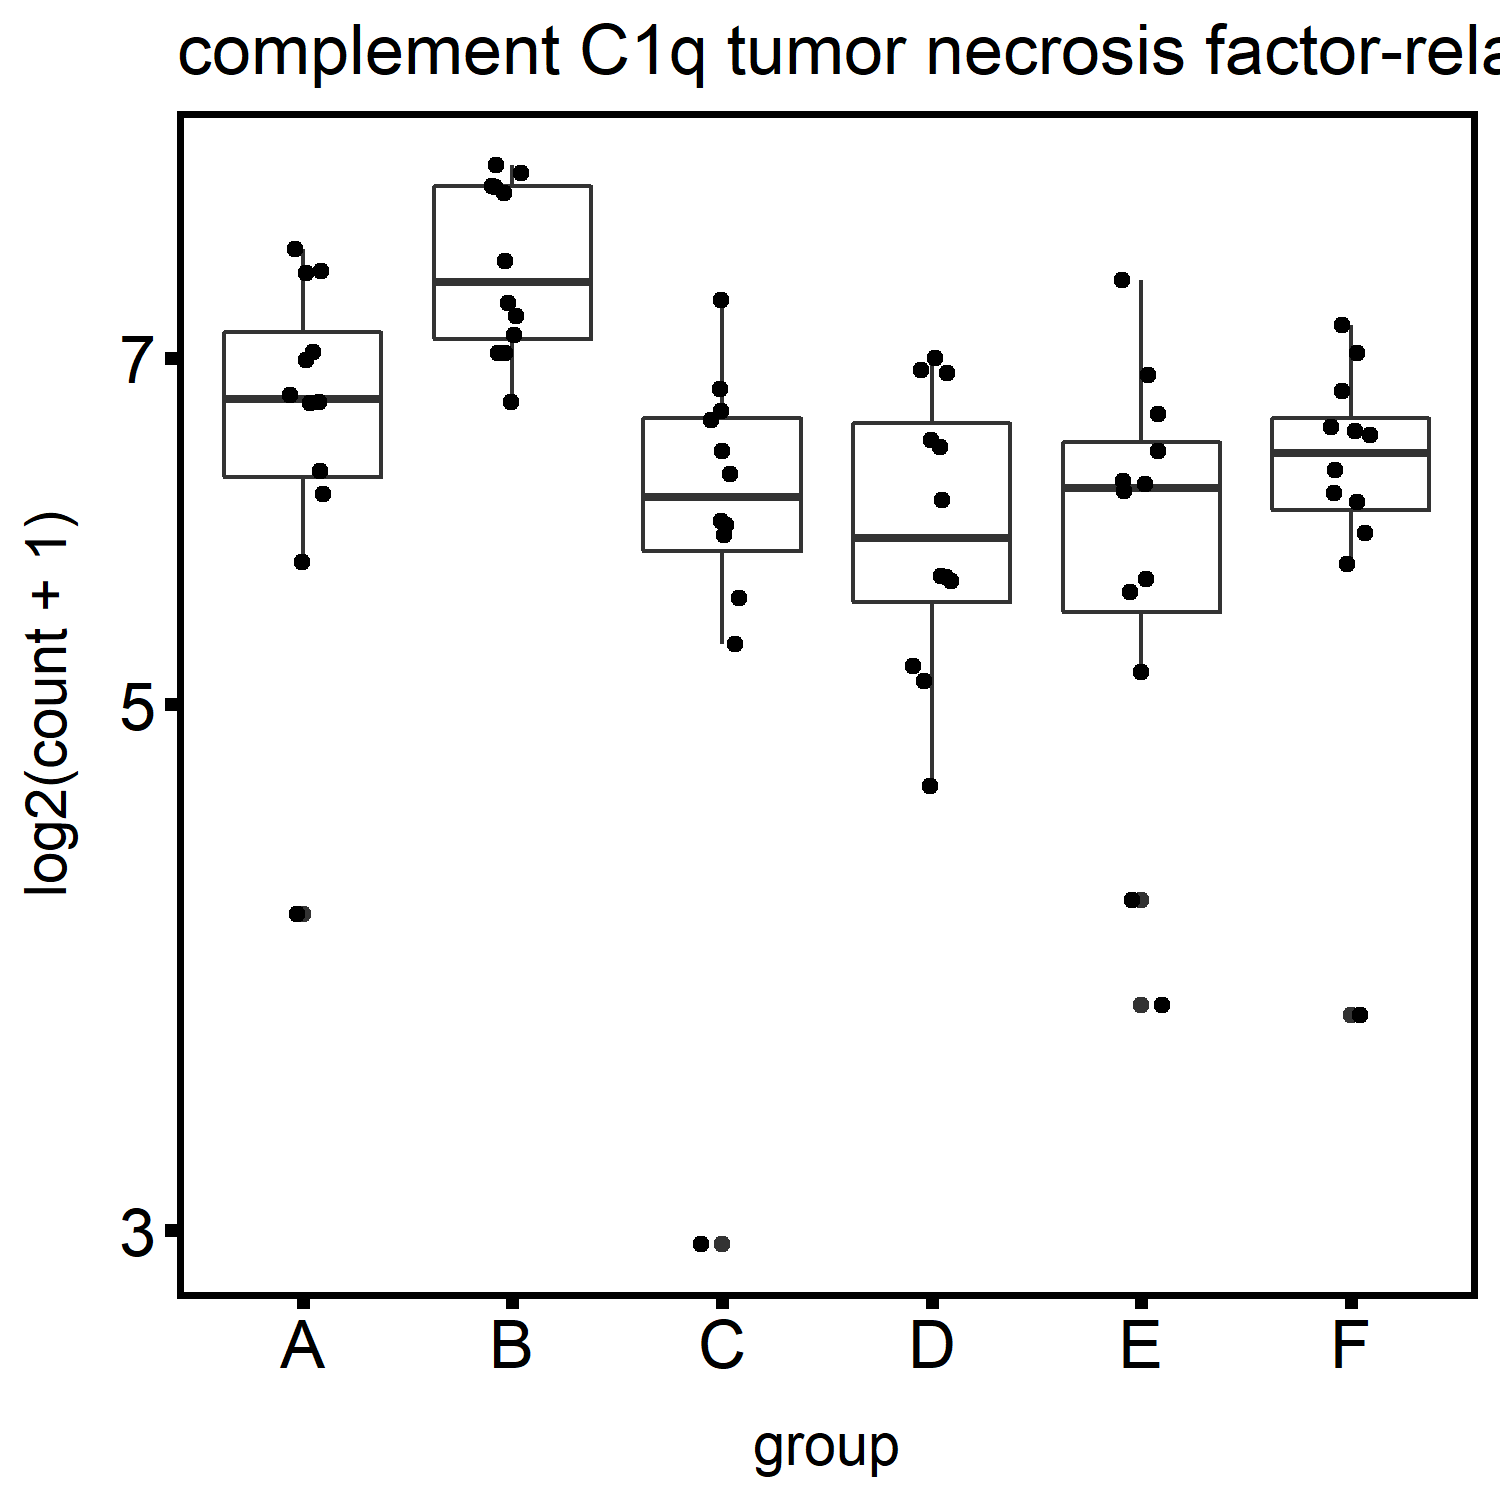 complement C1q tumor necrosis factor-rela
log2(count + 1)
7
5
3
A B C D E F
group